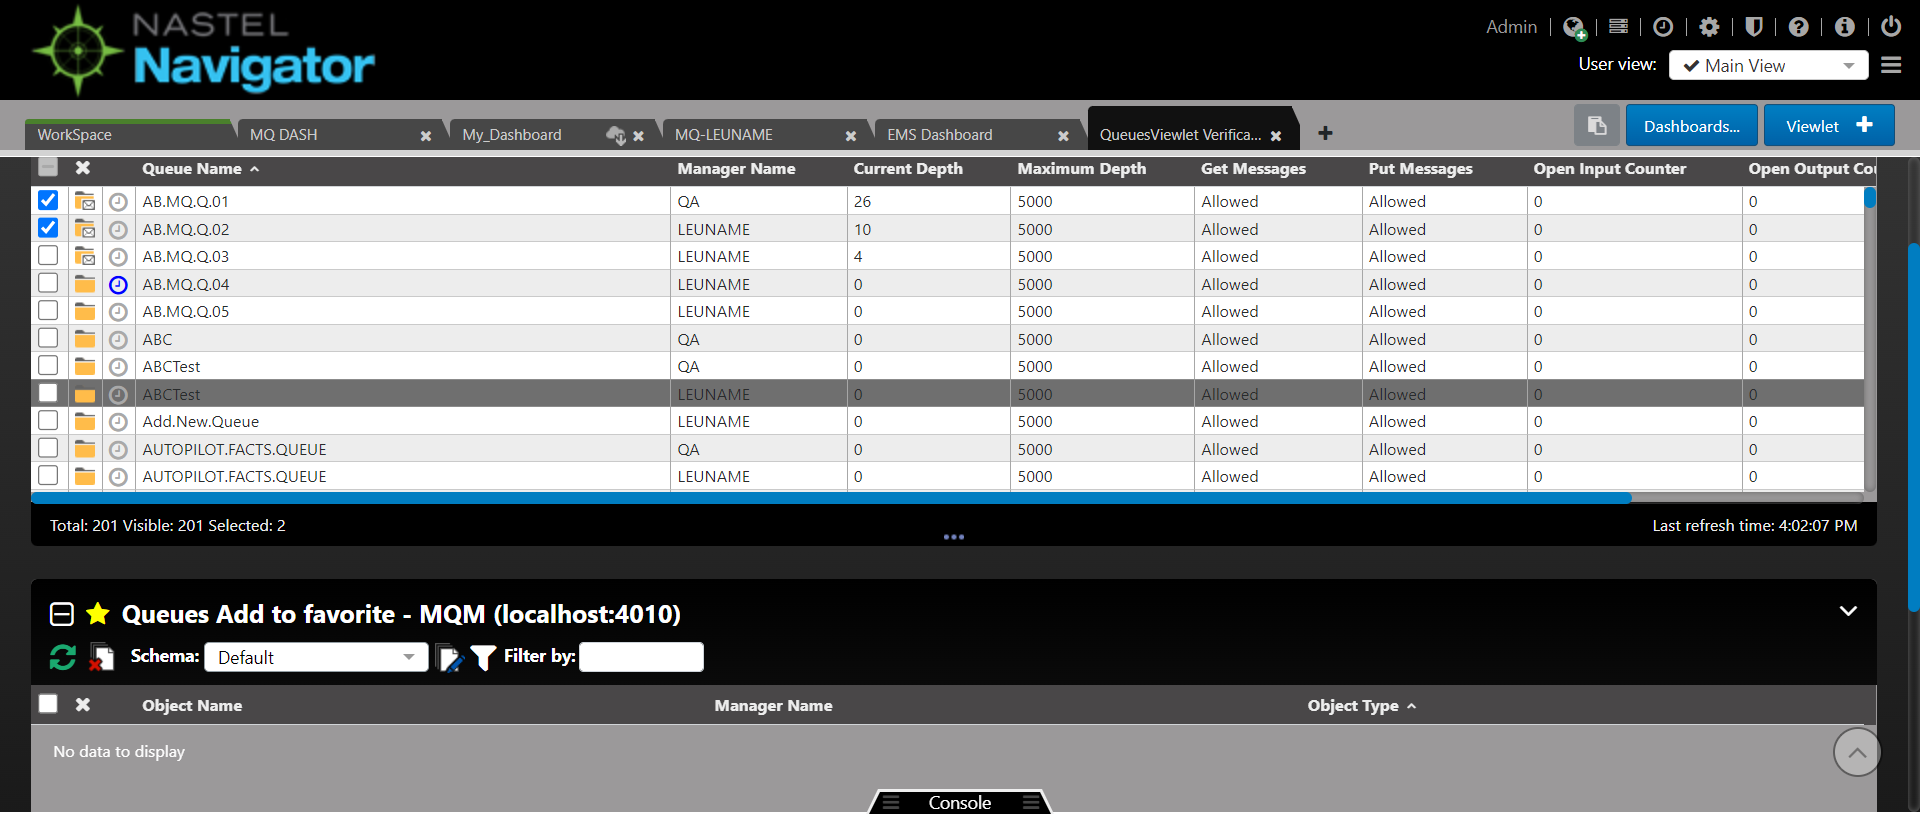 NASTEL
Navigator
Admin
User view: Main View
WorkSpace MQ DASH My_Dashboard MQ-LEUNAME EMS Dashboard QueuesViewlet Verifica... Dashboards... Viewlet
Queue Name Manager Name Current Depth Maximum Depth Get Messages Put Messages Open Input Counter Open Output Cou
AB.MQ.Q.01 QA 26 5000 Allowed Allowed 0 0
AB.MQ.Q.02 LEUNAME 10 5000 Allowed Allowed 0 0
AB.MQ.Q.03 LEUNAME 4 5000 Allowed Allowed 0 0
AB.MQ.Q.04 LEUNAME 0 5000 Allowed Allowed 0 0
AB.MQ.Q.05 LEUNAME 0 5000 Allowed Allowed 0 0
ABC QA 0 5000 Allowed Allowed 0 0
ABCTest QA 0 5000 Allowed Allowed 0 0
ABCTest LEUNAME 0 5000 Allowed Allowed 0 0
Add.New.Queue LEUNAME 0 5000 Allowed Allowed 0 0
AUTOPILOT.FACTS.QUEUE QA 0 5000 Allowed Allowed 0 0
AUTOPILOT.FACTS.QUEUE LEUNAME 0 5000 Allowed Allowed 0 0
Total: 201 Visible: 201 Selected: 2 Last refresh time: 4:02:07 PM
Queues Add to favorite - MQM (localhost:4010)
Schema: Default Filter by:
Object Name Manager Name Object Type
No data to display
Console